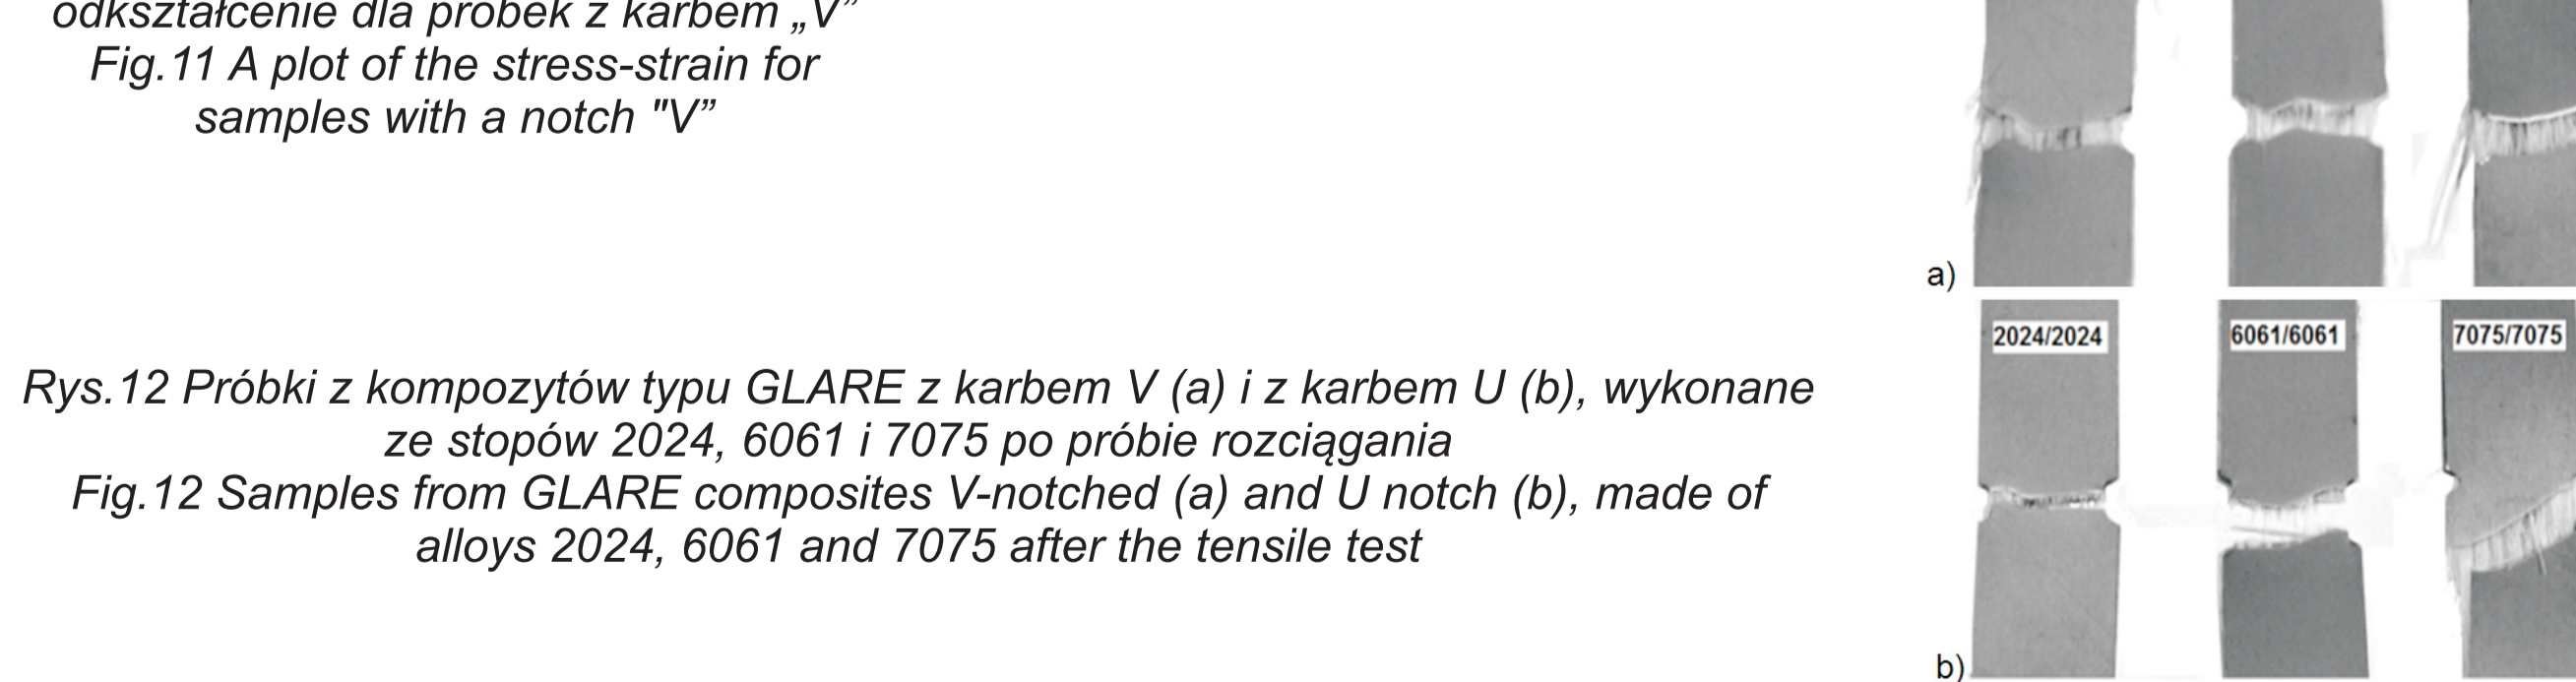 odkształcenie dla próbek z karbem „V”
Fig.11 A plot of the stress-strain for
samples with a notch "V”
Rys.12 Próbki z kompozytów typu GLARE z karbem V (a) i z karbem U (b), wykonane
ze stopów 2024, 6061 i 7075 po próbie rozciągania
Fig.12 Samples from GLARE composites V-notched (a) and U notch (b), made of
alloys 2024, 6061 and 7075 after the tensile test
a)
2024/2024
6061/6061
7075/7075
b)